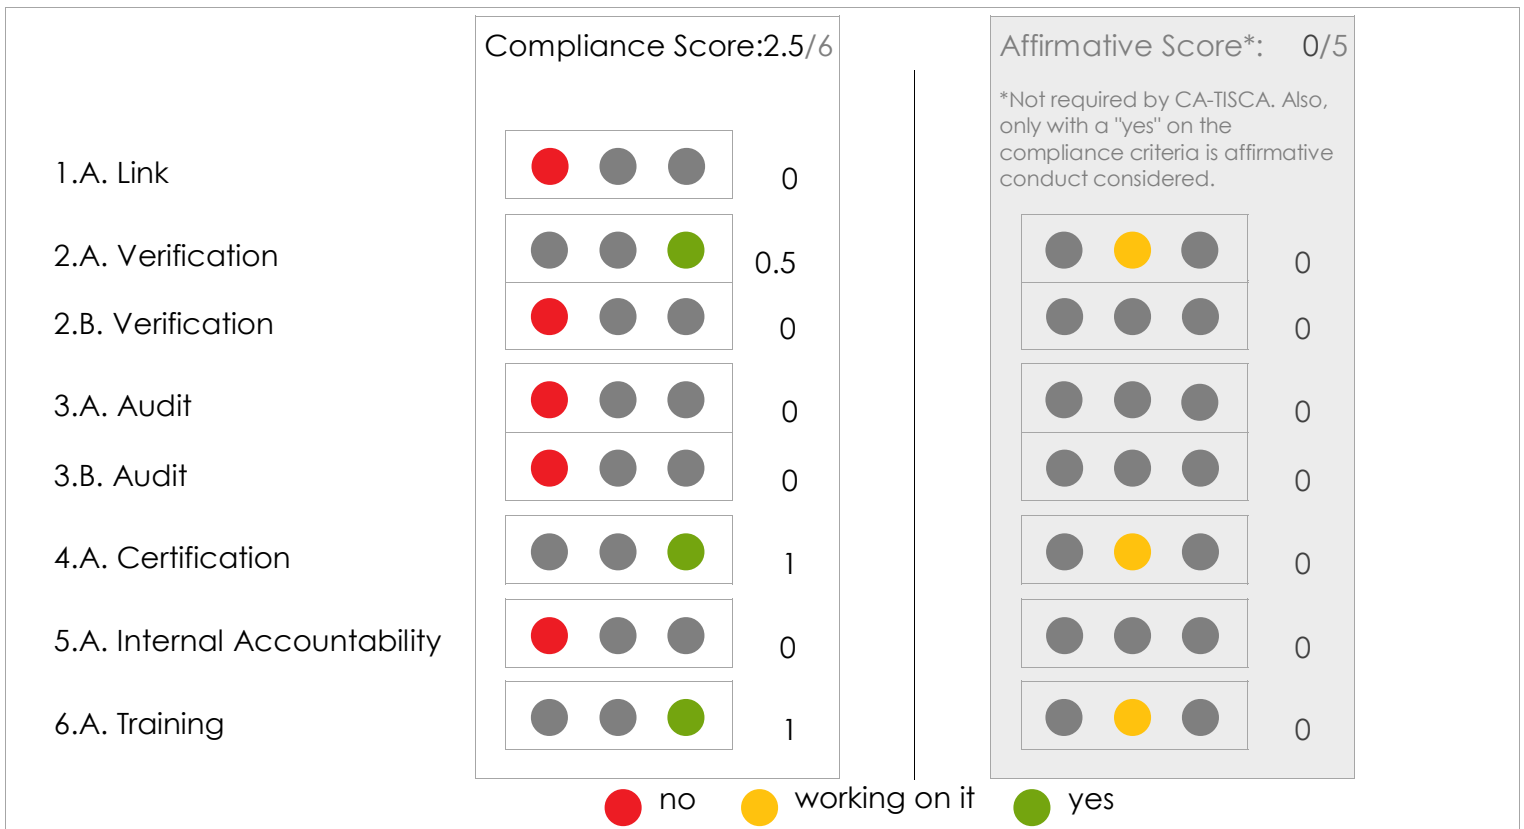 Compliance Score:2.5/6
Affirmative Score*: 0/5
*Not required by CA-TISCA. Also,
only with a "yes" on the
compliance criteria is affirmative
conduct considered.
1.A. Link 0
2.A. Verification 0.5 0
2.B. Verification 0 0
3.A. Audit 0 0
3.B. Audit 0 0
4.A. Certification 1 0
5.A. Internal Accountability 0 0
6.A. Training 1 0
no working on it yes